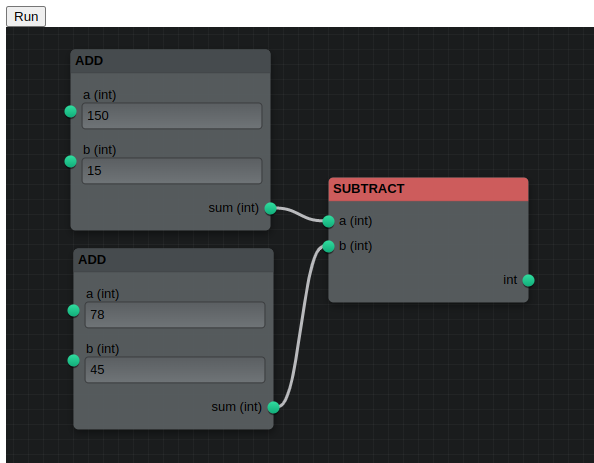 Run
ADD
a (int)
150
b (int)
15
sum (int)
ADD
a (int)
78
b (int)
45
sum (int)
SUBTRACT
a (int)
b (int)
int